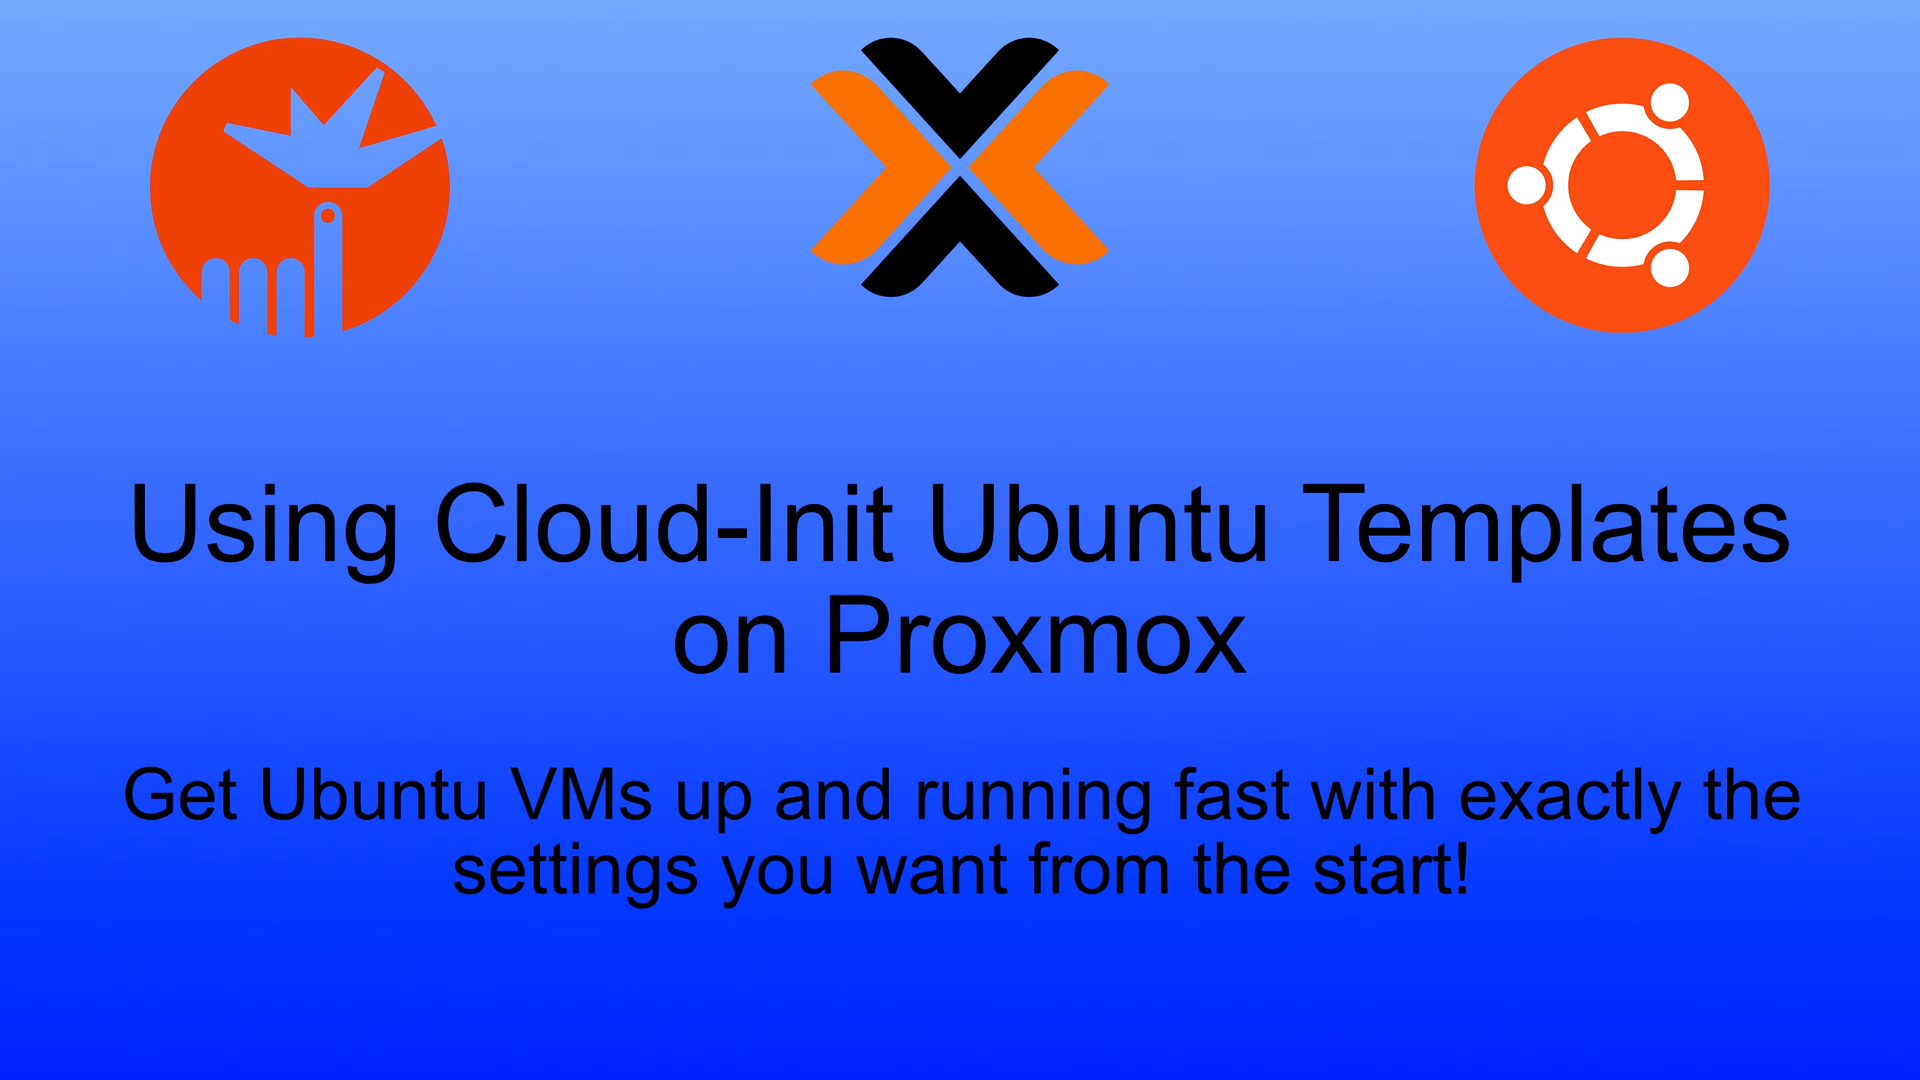 Using Cloud-Init Ubuntu Templates
on Proxmox
Get Ubuntu VMs up and running fast with exactly the
settings you want from the start!